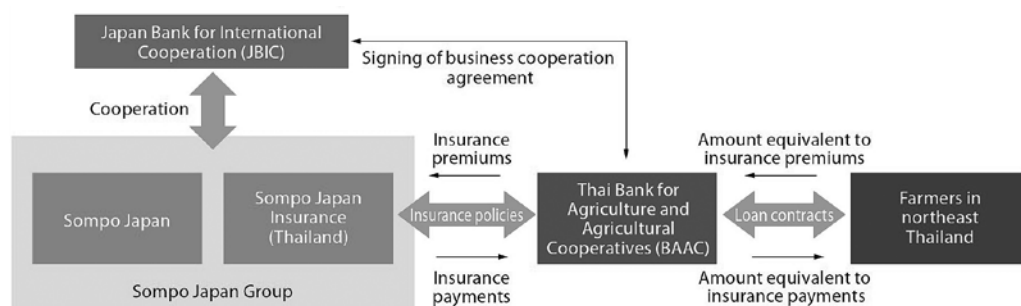 Japan Bank for International
Cooperation (JBIC)
Signing of business cooperation
agreement
Cooperation
Insurance
premiums
Amount equivalent to
insurance premiums
Sompo Japan
Sompo Japan
Insurance
(Thailand)
Insurance policies
Thai Bank for
Agriculture and
Agricultural
Cooperatives (BAAC)
Loan contracts
Farmers in
northeast
Thailand
Insurance
payments
Amount equivalent to
insurance payments
Sompo Japan Group